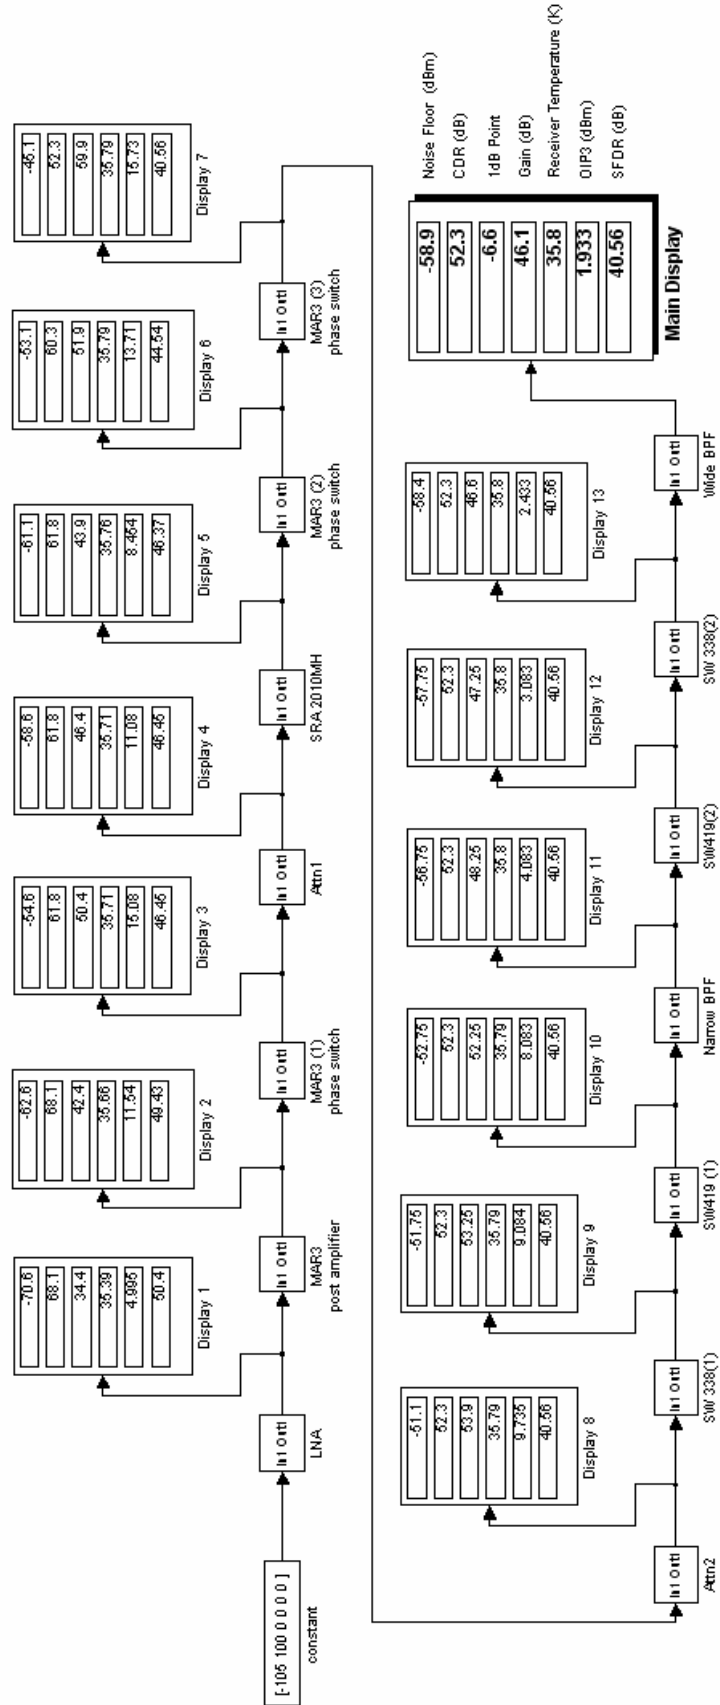 [-105 100 0 0 0 0 ]
constant
In1 Out1
LNA
-70.6
68.1
34.4
35.39
4.995
50.4
Display 1
In1 Out1
MAR3
post amplifier
-62.6
68.1
42.4
35.66
11.54
49.43
Display 2
In1 Out1
MAR3 (1)
phase switch
-54.6
61.8
50.4
35.71
15.08
46.45
Display 3
In1 Out1
Attn1
-58.6
61.8
46.4
35.71
11.08
46.45
Display 4
In1 Out1
SRA 2010MH
-61.1
61.8
43.9
35.76
8.454
46.37
Display 5
In1 Out1
MAR3 (2)
phase switch
-53.1
60.3
51.9
35.79
13.71
44.54
Display 6
In1 Out1
MAR3 (3)
phase switch
-45.1
52.3
59.9
35.79
15.73
40.56
Display 7
In1 Out1
Attn2
-51.1
52.3
53.9
35.79
9.735
40.56
Display 8
In1 Out1
SW 338(1)
-51.75
52.3
53.25
35.79
9.084
40.56
Display 9
In1 Out1
SW419 (1)
-52.75
52.3
52.25
35.79
8.083
40.56
Display 10
In1 Out1
Narrow BPF
-56.75
52.3
48.25
35.8
4.083
40.56
Display 11
In1 Out1
SW419(2)
-57.75
52.3
47.25
35.8
3.083
40.56
Display 12
In1 Out1
SW 338(2)
-58.4
52.3
46.6
35.8
2.433
40.56
Display 13
In1 Out1
Wide BPF
-58.9
52.3
-6.6
46.1
35.8
1.933
40.56
Main Display
Noise Floor (dBm)
CDR (dB)
1dB Point
Gain (dB)
Receiver Temperature (K)
OIP3 (dBm)
SFDR (dB)